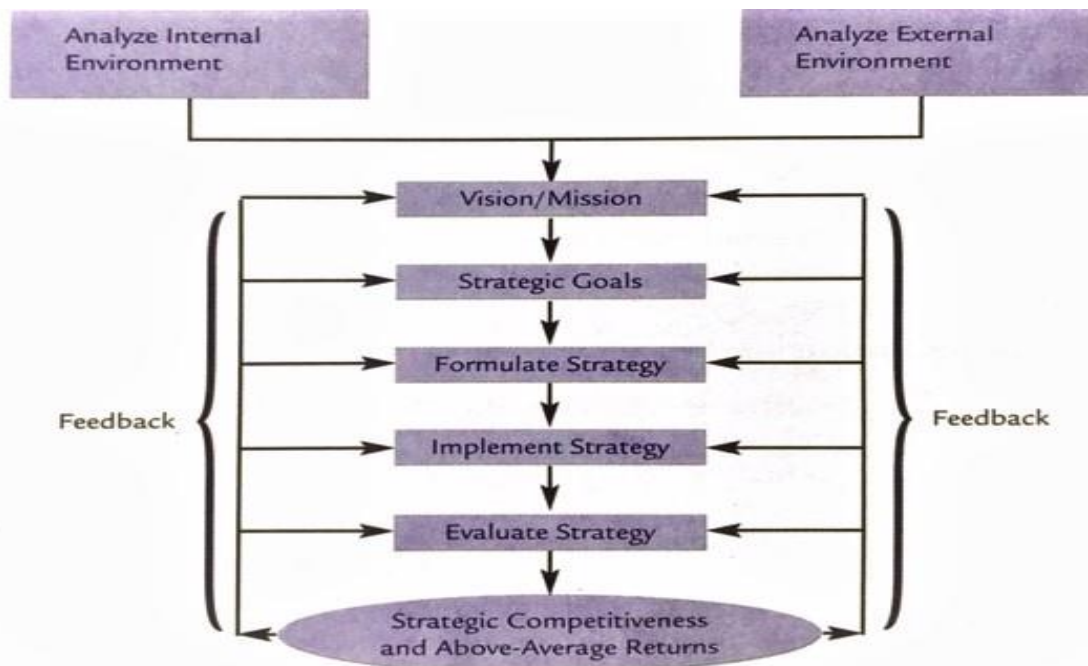 Analyze Internal
Environment
Analyze External
Environment
Vision/Mission
Strategic Goals
Formulate Strategy
Feedback
Feedback
Implement Strategy
Evaluate Strategy
Strategic Competitiveness
and Above-Average Returns